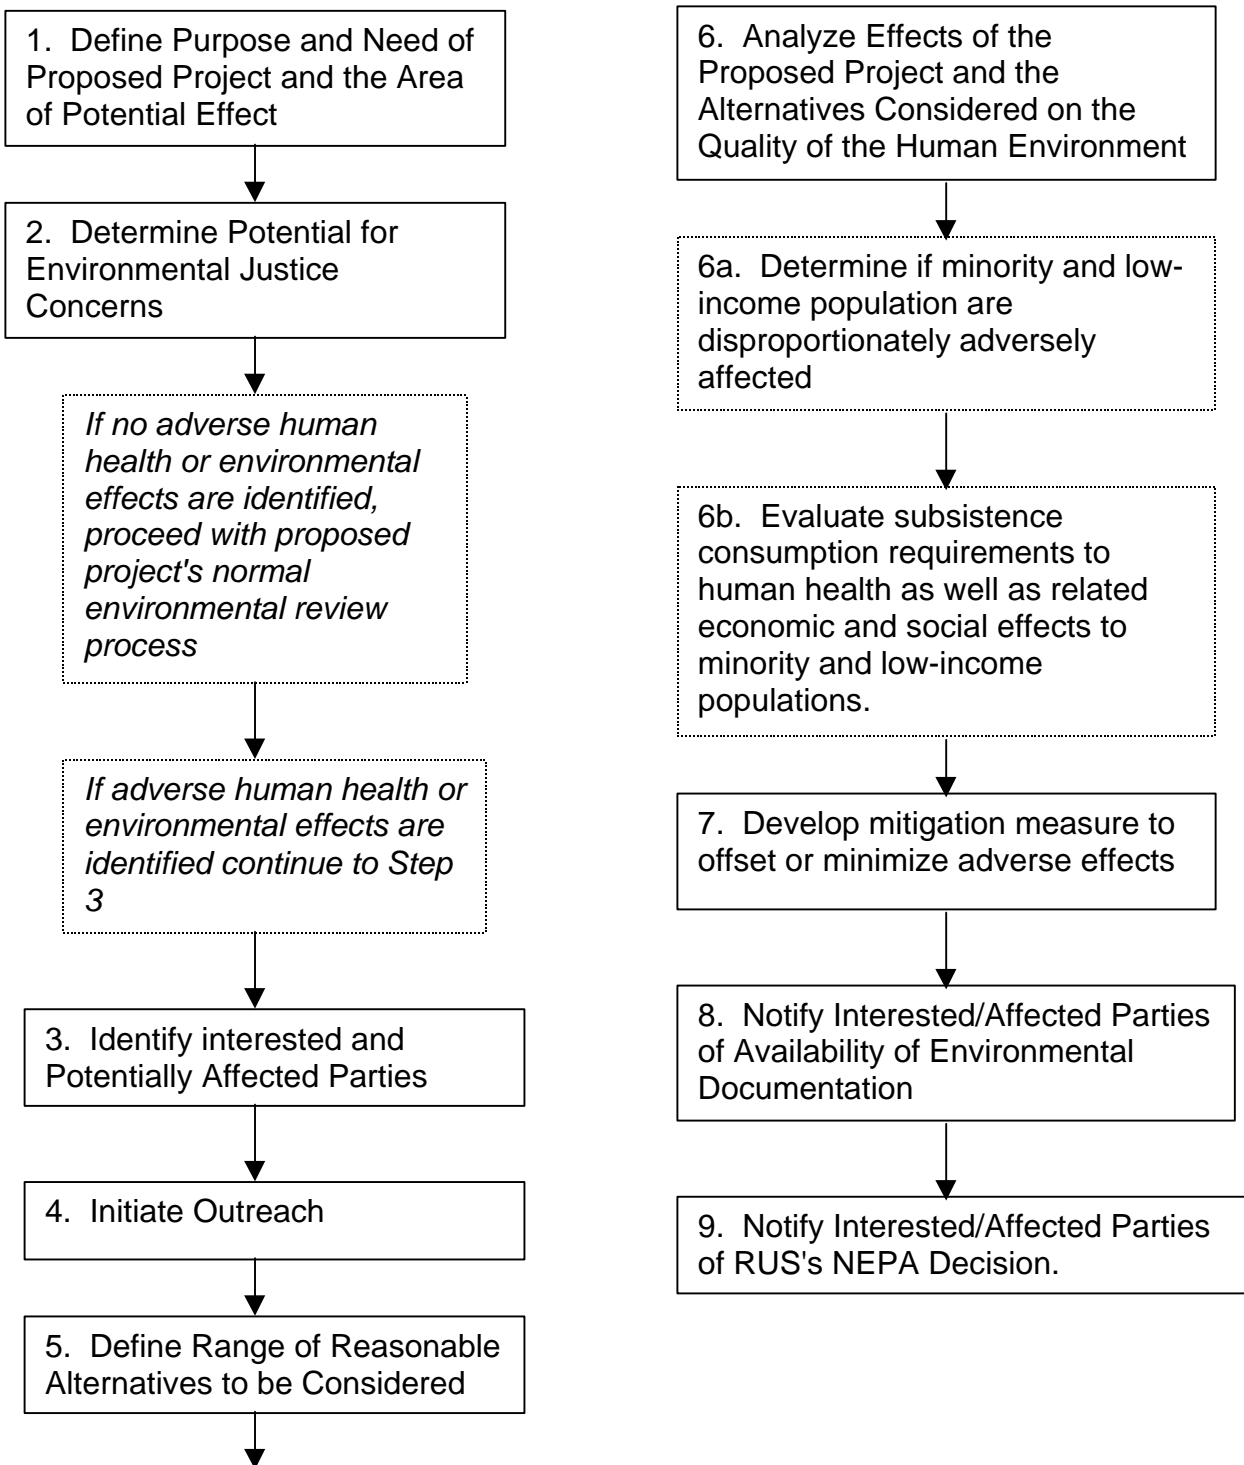 1. Define Purpose and Need of
Proposed Project and the Area
of Potential Effect
2. Determine Potential for
Environmental Justice
Concerns
If no adverse human
health or environmental
effects are identified,
proceed with proposed
project's normal
environmental review
process
If adverse human health or
environmental effects are
identified continue to Step
3
3. Identify interested and
Potentially Affected Parties
4. Initiate Outreach
5. Define Range of Reasonable
Alternatives to be Considered
6. Analyze Effects of the
Proposed Project and the
Alternatives Considered on the
Quality of the Human Environment
6a. Determine if minority and low-
income population are
disproportionately adversely
affected
6b. Evaluate subsistence
consumption requirements to
human health as well as related
economic and social effects to
minority and low-income
populations.
7. Develop mitigation measure to
offset or minimize adverse effects
8. Notify Interested/Affected Parties
of Availability of Environmental
Documentation
9. Notify Interested/Affected Parties
of RUS's NEPA Decision.